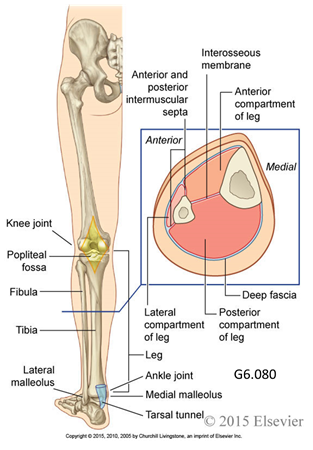 Interosseous
membrane
Anterior and
posterior
intermuscular
septa
Anterior
compartment
of leg
Anterior
Medial
Knee joint
Popliteal
fossa
Fibula
Tibia
Lateral
malleolus
Lateral
compartment
of leg
Posterior
compartment
of leg
Deep fascia
Leg
Ankle joint
Medial malleolus
Tarsal tunnel
G6.080
© 2015 Elsevier
Copyright © 2015, 2010, 2005 by Churchill Livingstone, an imprint of Elsevier Inc.